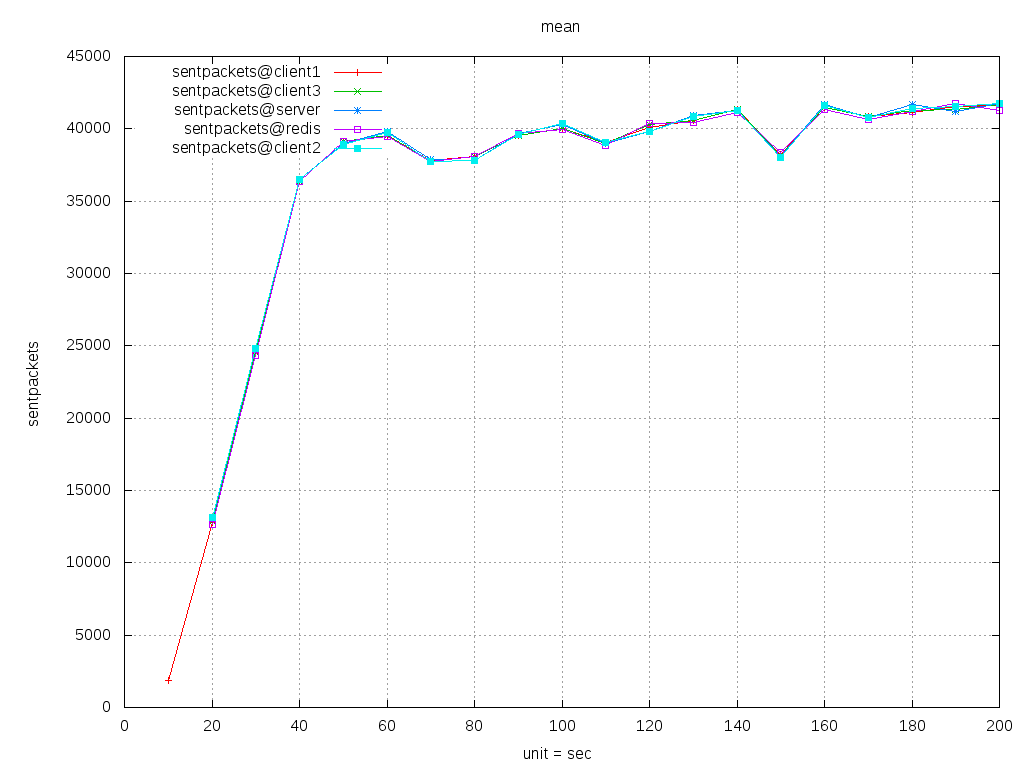 mean
45000
40000
35000
30000
25000
20000
15000
10000
5000
0
sentpackets@client1
sentpackets@client3
sentpackets@server
sentpackets@redis
sentpackets@client2
sentpackets
0 20 40 60 80 100 120 140 160 180 200
unit = sec